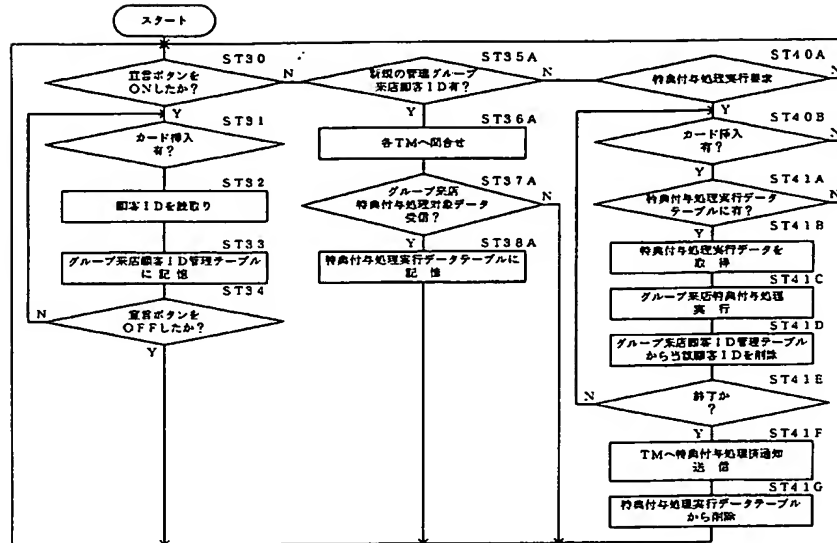 スタート
ST30
宣言ボタンを
ONしたか?
N
Y
ST31
カード挿入
有?
Y
ST32
顧客IDを読取り
ST33
グループ来店顧客ID管理テーブル
に記憶
ST34
宣言ボタンを
OFFしたか?
N
Y
ST35A
新規の管理グループ
来店顧客ID有?
N
Y
ST36A
各TMへ問合せ
ST37A
グループ来店
特典付与処理対象データ
受信?
N
Y
ST38A
特典付与処理実行データテーブルに
記憶
ST40A
特典付与処理実行要求
N
Y
ST40B
カード挿入
有?
N
Y
ST41A
特典付与処理実行データ
テーブルに有?
N
Y
ST41B
特典付与処理実行データを
取得
ST41C
グループ来店特典付与処理
実行
ST41D
グループ来店顧客ID管理テーブル
から当該顧客IDを削除
ST41E
終了か
?
N
Y
ST41F
TMへ特典付与処理済通知
送信
ST41G
特典付与処理実行データテーブル
から削除